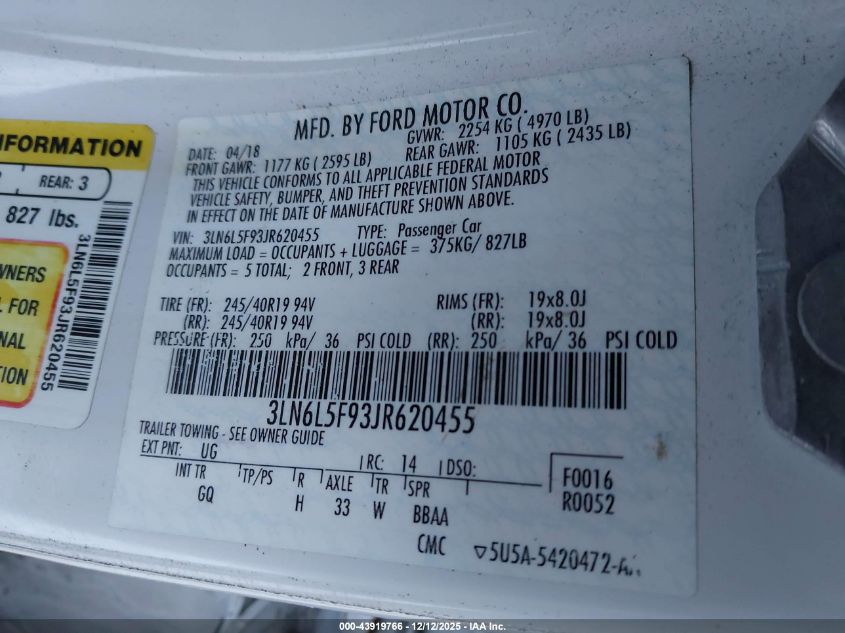 INFORMATION
REAR: 3
827 lbs.
OWNERS
FOR
3LN6L5F93JR620455
MFD. BY FORD MOTOR CO.
DATE: 04/18
GVWR: 2254 KG ( 4970 LB)
FRONT GAWR: 1177 KG ( 2595 LB)
REAR GAWR: 1105 KG ( 2435 LB)
THIS VEHICLE CONFORMS TO ALL APPLICABLE FEDERAL MOTOR
VEHICLE SAFETY, BUMPER, AND THEFT PREVENTION STANDARDS
IN EFFECT ON THE DATE OF MANUFACTURE SHOWN ABOVE.
VIN: 3LN6L5F93JR620455 TYPE: Passenger Car
MAXIMUM LOAD = OCCUPANTS + LUGGAGE = 375KG/ 827LB
OCCUPANTS = 5 TOTAL; 2 FRONT, 3 REAR
TIRE (FR): 245/40R19 94V RIMS (FR): 19x8.0J
(RR): 245/40R19 94V (RR): 19x8.0J
PRESSURE (FR): 250 kPa/ 36 PSI COLD (RR): 250 kPa/ 36 PSI COLD
3LN6L5F93JR620455
TRAILER TOWING - SEE OWNER GUIDE
EXT PNT: UG RC: 14 DSO: F0016
INT TR TP/PS R AXLE TR SPR R0052
GQ H 33 W BBAA
CMC ▽5U5A-5420472-A
000-43919766 - 12/12/2025 - IAA Inc.